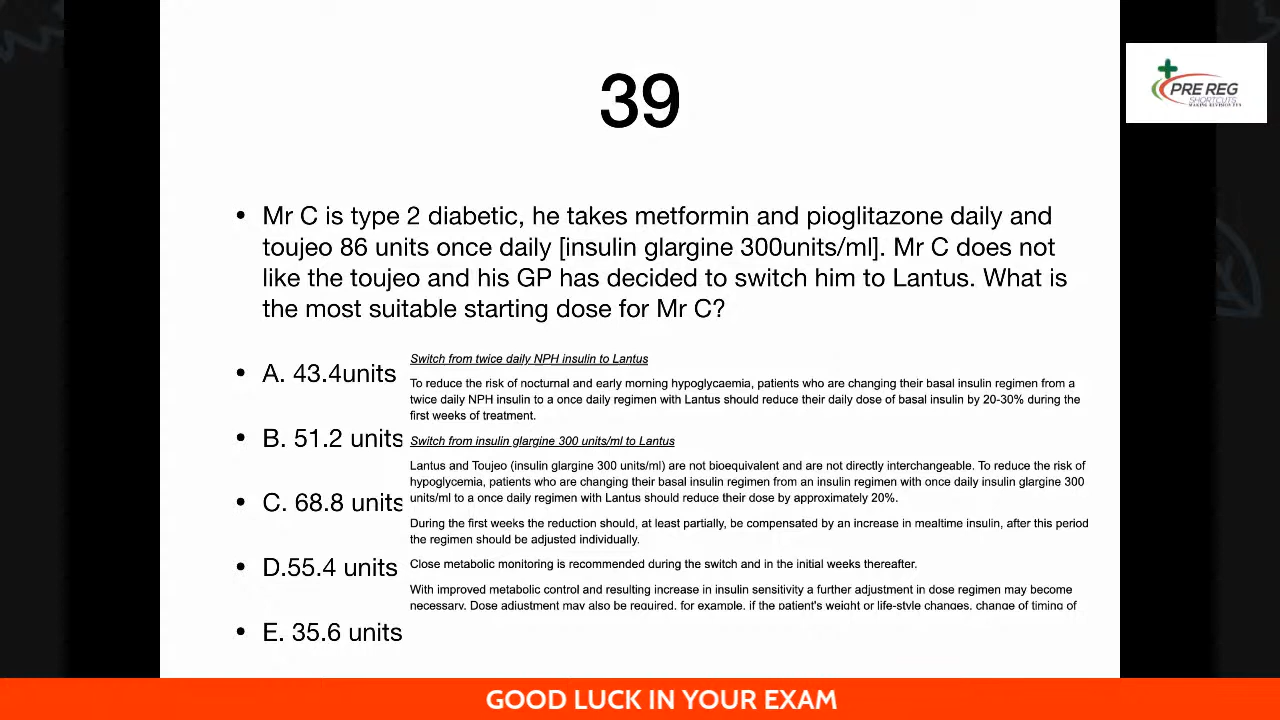 39
PRE REG
SHORTCUTS
MAKING REVISION FUN
• Mr C is type 2 diabetic, he takes metformin and pioglitazone daily and
toujeo 86 units once daily [insulin glargine 300units/ml]. Mr C does not
like the toujeo and his GP has decided to switch him to Lantus. What is
the most suitable starting dose for Mr C?
• A. 43.4units
• B. 51.2 units
• C. 68.8 units
• D.55.4 units
• E. 35.6 units
Switch from twice daily NPH insulin to Lantus
To reduce the risk of nocturnal and early morning hypoglycaemia, patients who are changing their basal insulin regimen from a
twice daily NPH insulin to a once daily regimen with Lantus should reduce their daily dose of basal insulin by 20-30% during the
first weeks of treatment.
Switch from insulin glargine 300 units/ml to Lantus
Lantus and Toujeo (insulin glargine 300 units/ml) are not bioequivalent and are not directly interchangeable. To reduce the risk of
hypoglycemia, patients who are changing their basal insulin regimen from an insulin regimen with once daily insulin glargine 300
units/ml to a once daily regimen with Lantus should reduce their dose by approximately 20%.
During the first weeks the reduction should, at least partially, be compensated by an increase in mealtime insulin, after this period
the regimen should be adjusted individually.
Close metabolic monitoring is recommended during the switch and in the initial weeks thereafter.
With improved metabolic control and resulting increase in insulin sensitivity a further adjustment in dose regimen may become
necessary. Dose adjustment may also be required, for example, if the patient's weight or life-style changes, change of timing of
GOOD LUCK IN YOUR EXAM